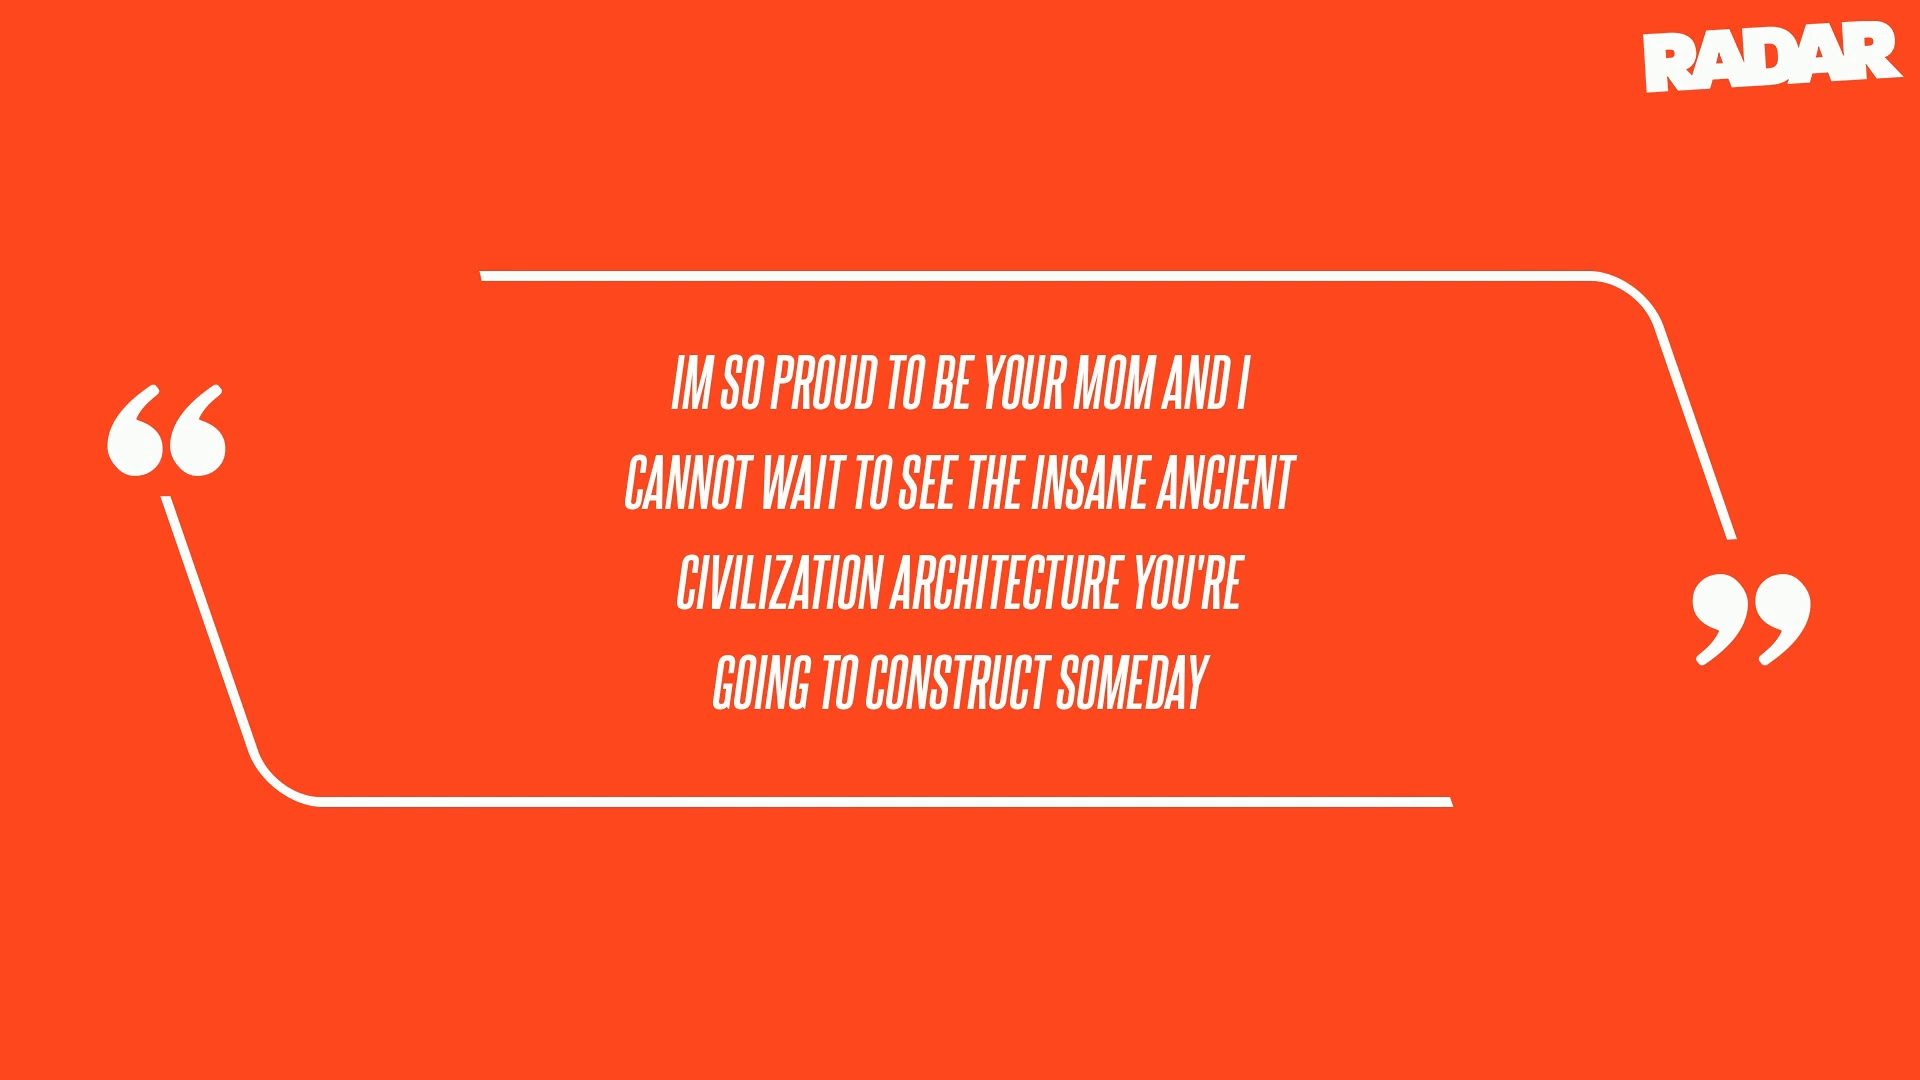 RADAR
IM SO PROUD TO BE YOUR MOM AND I
CANNOT WAIT TO SEE THE INSANE ANCIENT
CIVILIZATION ARCHITECTURE YOU'RE
GOING TO CONSTRUCT SOMEDAY